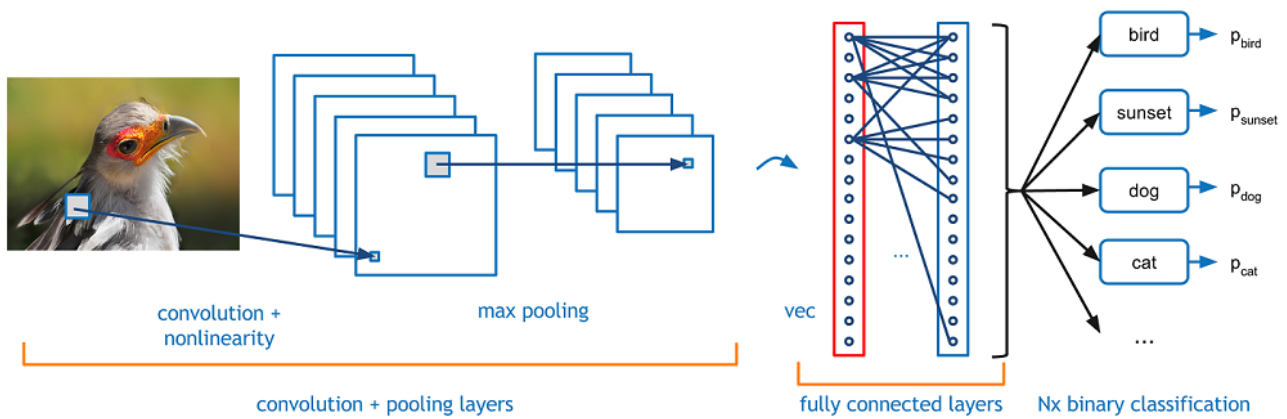 bird
p_bird
sunset
p_sunset
dog
p_dog
...
cat
p_cat
convolution +
nonlinearity
max pooling
vec
...
convolution + pooling layers
fully connected layers
Nx binary classification